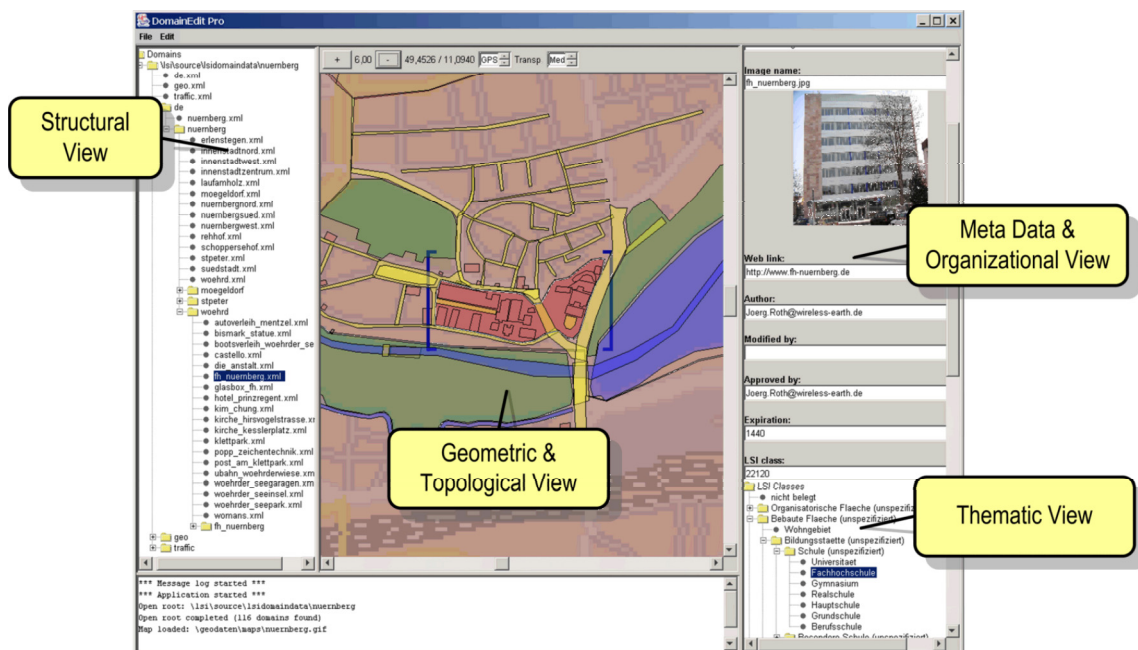 DomainEdit Pro
File Edit
Domains
\lsi\source\lsidomaindata\nuernberg
de.xml
geo.xml
traffic.xml
de
nuernberg.xml
nuernberg
erlenstegen.xml
innenstadtnord.xml
innenstadtwest.xml
innenstadtzentrum.xml
laufamholz.xml
moegeldorf.xml
nuernbergnord.xml
nuernbergsued.xml
nuernbergwest.xml
rehhof.xml
schoppershof.xml
stpeter.xml
suedstadt.xml
woehrd.xml
moegeldorf
stpeter
woehrd
autoverleih_mentzel.xml
bismark_statue.xml
bootsverleih_woehrder_se
castello.xml
die_anstalt.xml
fh_nuernberg.xml
glasbox_fh.xml
hotel_prinzregent.xml
kim_chung.xml
kirche_hirsvogelstrasse.x
kirche_kesslerplatz.xml
klettpark.xml
popp_zeichentechnik.xml
post_am_klettpark.xml
ubahn_woehrderwiese.xm
woehrder_seegaragen.xml
woehrder_seeinsel.xml
woehrder_seepark.xml
womans.xml
fh_nuernberg
geo
traffic
Structural
View
+ 6,00 - 49,4526 / 11,0940 GPS Transp. Med
Geometric &
Topological View
Image name:
fh_nuernberg.jpg
Web link:
http://www.fh-nuernberg.de
Author:
Joerg.Roth@wireless-earth.de
Modified by:
Approved by:
Joerg.Roth@wireless-earth.de
Expiration:
1440
LSI class:
22120
LSI Classes
nicht belegt
Organisatorische Flaeche (unspezifi
Bebaute Flaeche (unspezifiziert)
Wohngebiet
Bildungsstaette (unspezifiziert)
Schule (unspezifiziert)
Universitaet
Fachhochschule
Gymnasium
Realschule
Hauptschule
Grundschule
Berufsschule
Besondere Schule (unspezifiziert)
Meta Data &
Organizational View
Thematic View
*** Message log started ***
*** Application started ***
Open root: \lsi\source\lsidomaindata\nuernberg
Open root completed (116 domains found)
Map loaded: \geodaten\maps\nuernberg.gif